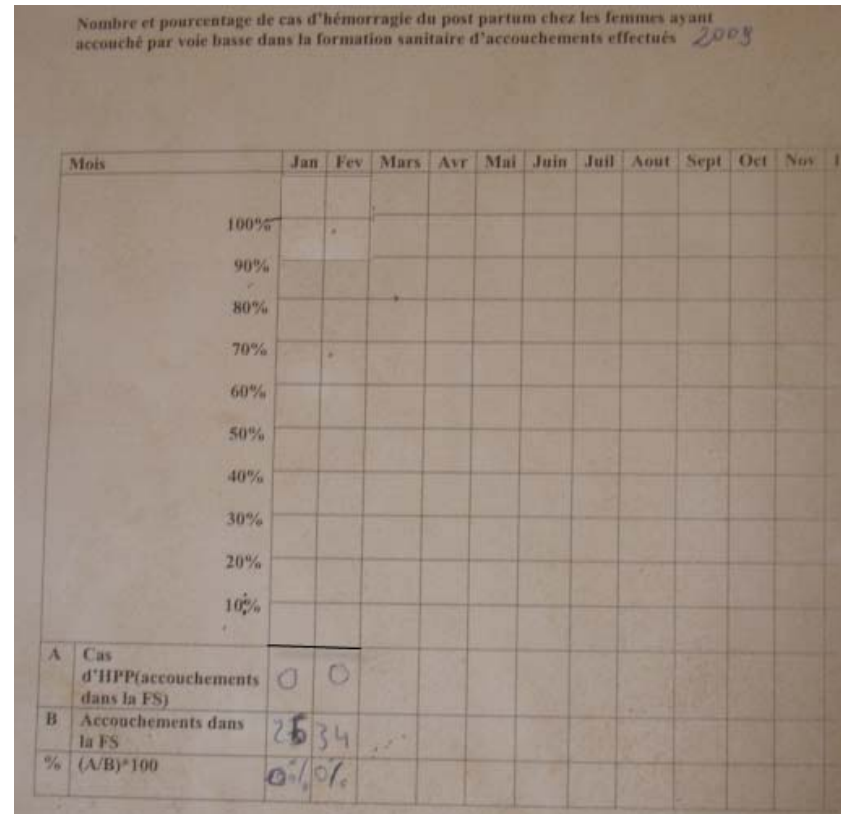 Nombre et pourcentage de cas d'hémorragie du post partum chez les femmes ayant
accouché par voie basse dans la formation sanitaire d'accouchements effectués
Mois Jan Fev Mars Avr Mai Juin Juil Aout Sept Oct Nov
100%
90%
80%
70%
60%
50%
40%
30%
20%
10%
A Cas
d'HPP(accouchements 0 0
dans la FS)
B Accouchements dans
la FS 34
% (A/B)*100 0% 0%